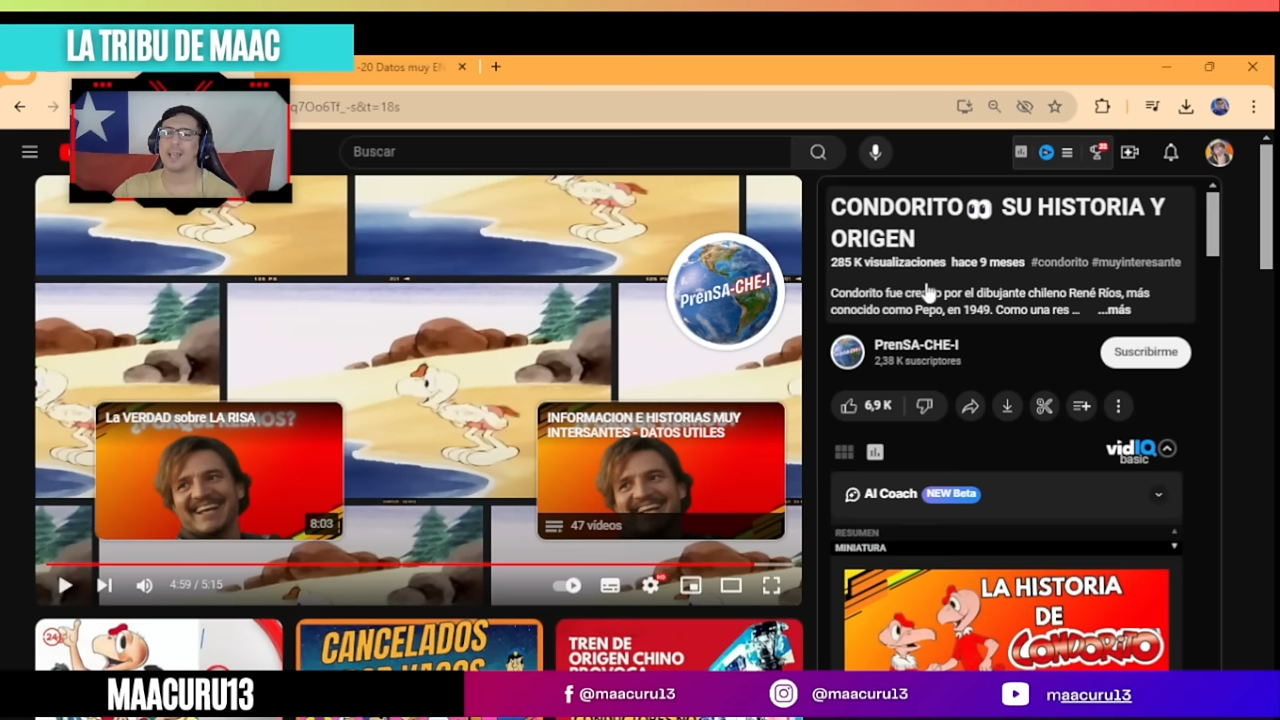 LA TRIBU DE MAAC
-20 Datos muy Ef
q7Oo6Tf_-s&t=18s
Buscar
CONDORITO👀 SU HISTORIA Y
ORIGEN
285 K visualizaciones hace 9 meses #condorito #muyinteresante
Condorito fue creado por el dibujante chileno René Ríos, más
conocido como Pepo, en 1949. Como una res ... ...más
PrenSA-CHE-I
PrenSA-CHE-I
2,38 K suscriptores
Suscribirme
6,9 K
vidIQ
basic
AI Coach NEW Beta
RESUMEN
MINIATURA
La VERDAD sobre LA RISA
8:03
INFORMACION E HISTORIAS MUY
INTERSANTES - DATOS UTILES
47 vídeos
4:59 / 5:15
HD
LA HISTORIA
DE
CONDORITO
24
CANCELADOS
TREN DE
ORIGEN CHINO
MAACURU13
@maacuru13
@maacuru13
maacuru13